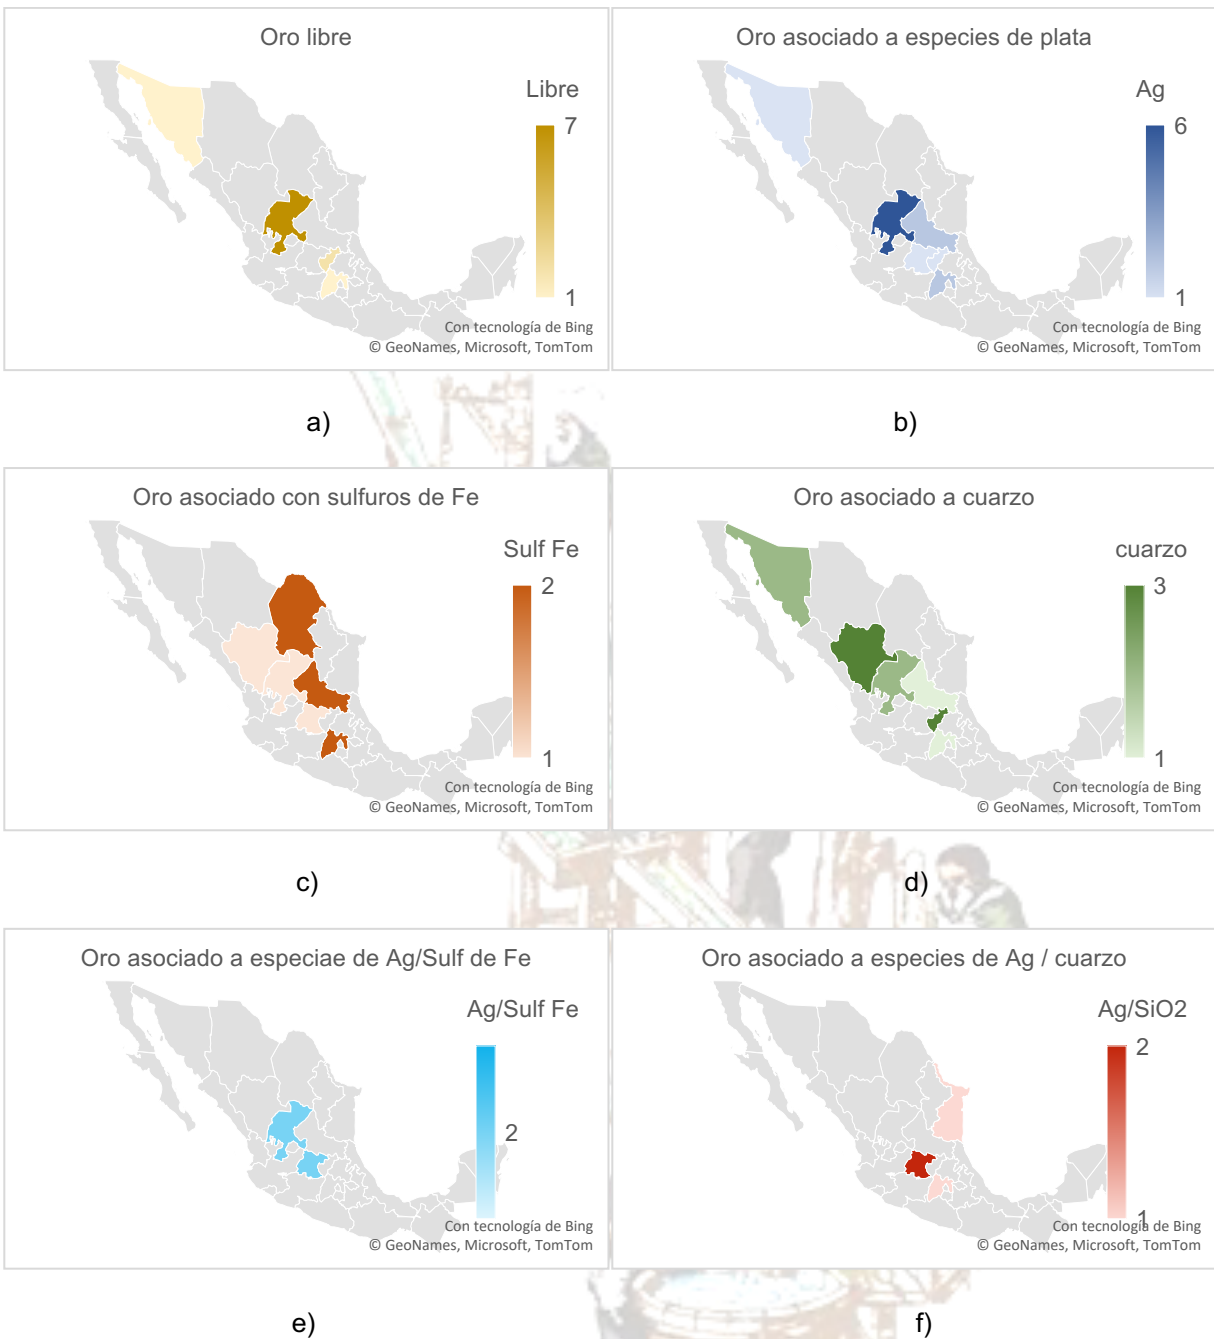 Oro libre
Libre
7
1
Con tecnología de Bing
© GeoNames, Microsoft, TomTom
a)
Oro asociado a especies de plata
Ag
6
1
Con tecnología de Bing
© GeoNames, Microsoft, TomTom
b)
Oro asociado con sulfuros de Fe
Sulf Fe
2
1
Con tecnología de Bing
© GeoNames, Microsoft, TomTom
c)
Oro asociado a cuarzo
cuarzo
3
1
Con tecnología de Bing
© GeoNames, Microsoft, TomTom
d)
Oro asociado a especiae de Ag/Sulf de Fe
Ag/Sulf Fe
2
Con tecnología de Bing
© GeoNames, Microsoft, TomTom
e)
Oro asociado a especies de Ag / cuarzo
Ag/SiO2
2
1
Con tecnología de Bing
© GeoNames, Microsoft, TomTom
f)